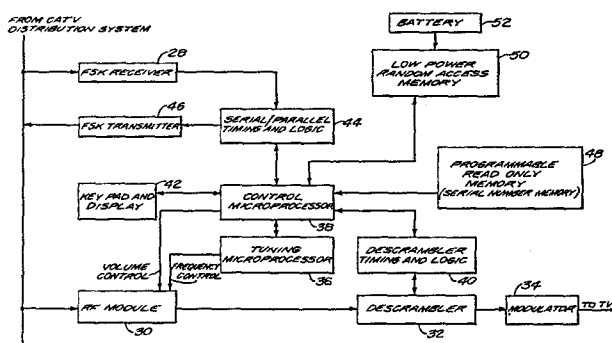 FROM CATV
DISTRIBUTION SYSTEM
BATTERY
52
28
FSK RECEIVER
LOW POWER
RANDOM ACCESS
MEMORY
50
46
FSK TRANSMITTER
SERIAL/PARALLEL
TIMING AND LOGIC
44
48
PROGRAMMABLE
READ ONLY
MEMORY
(SERIAL NUMBER MEMORY)
42
KEY PAD AND
DISPLAY
CONTROL
MICROPROCESSOR
38
TUNING
MICROPROCESSOR
36
DESCRAMBLER
TIMING AND LOGIC
40
VOLUME
CONTROL
FREQUENCY
CONTROL
RF MODULE
30
DESCRAMBLER
32
34
MODULATOR
TO TV